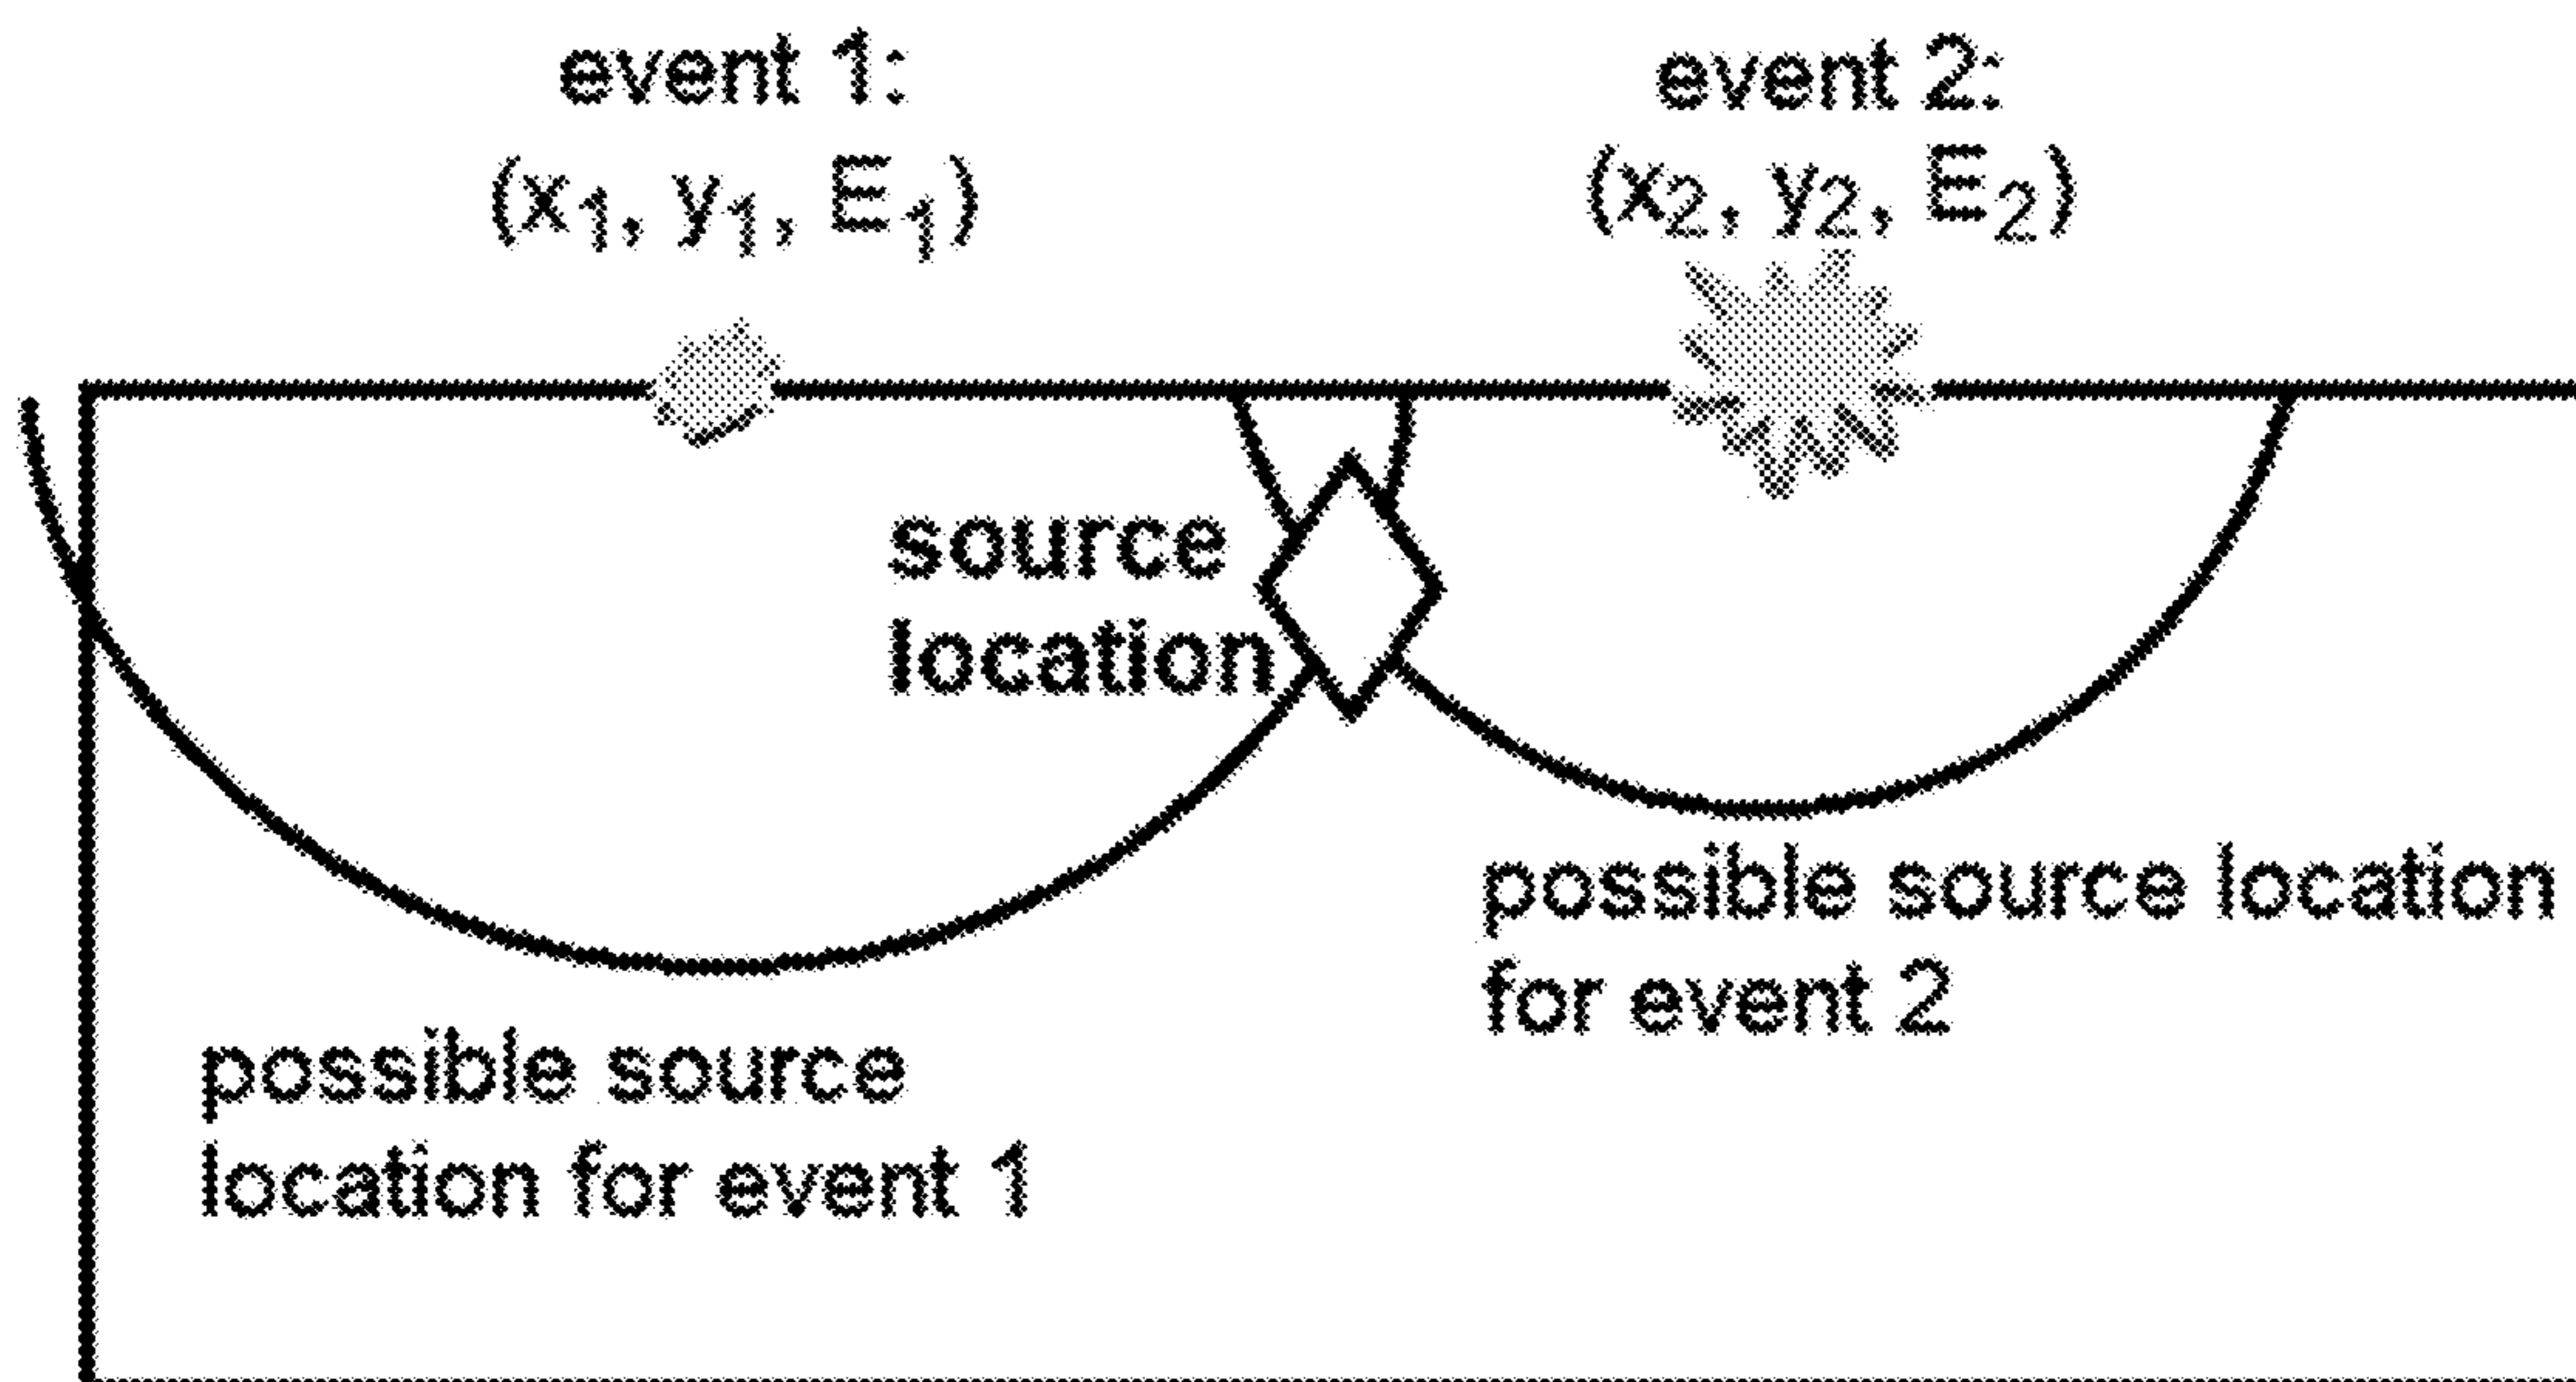 event 1:
(x₁, y₁, E₁)
event 2:
(x₂, y₂, E₂)
source
location
possible source location
for event 2
possible source
location for event 1